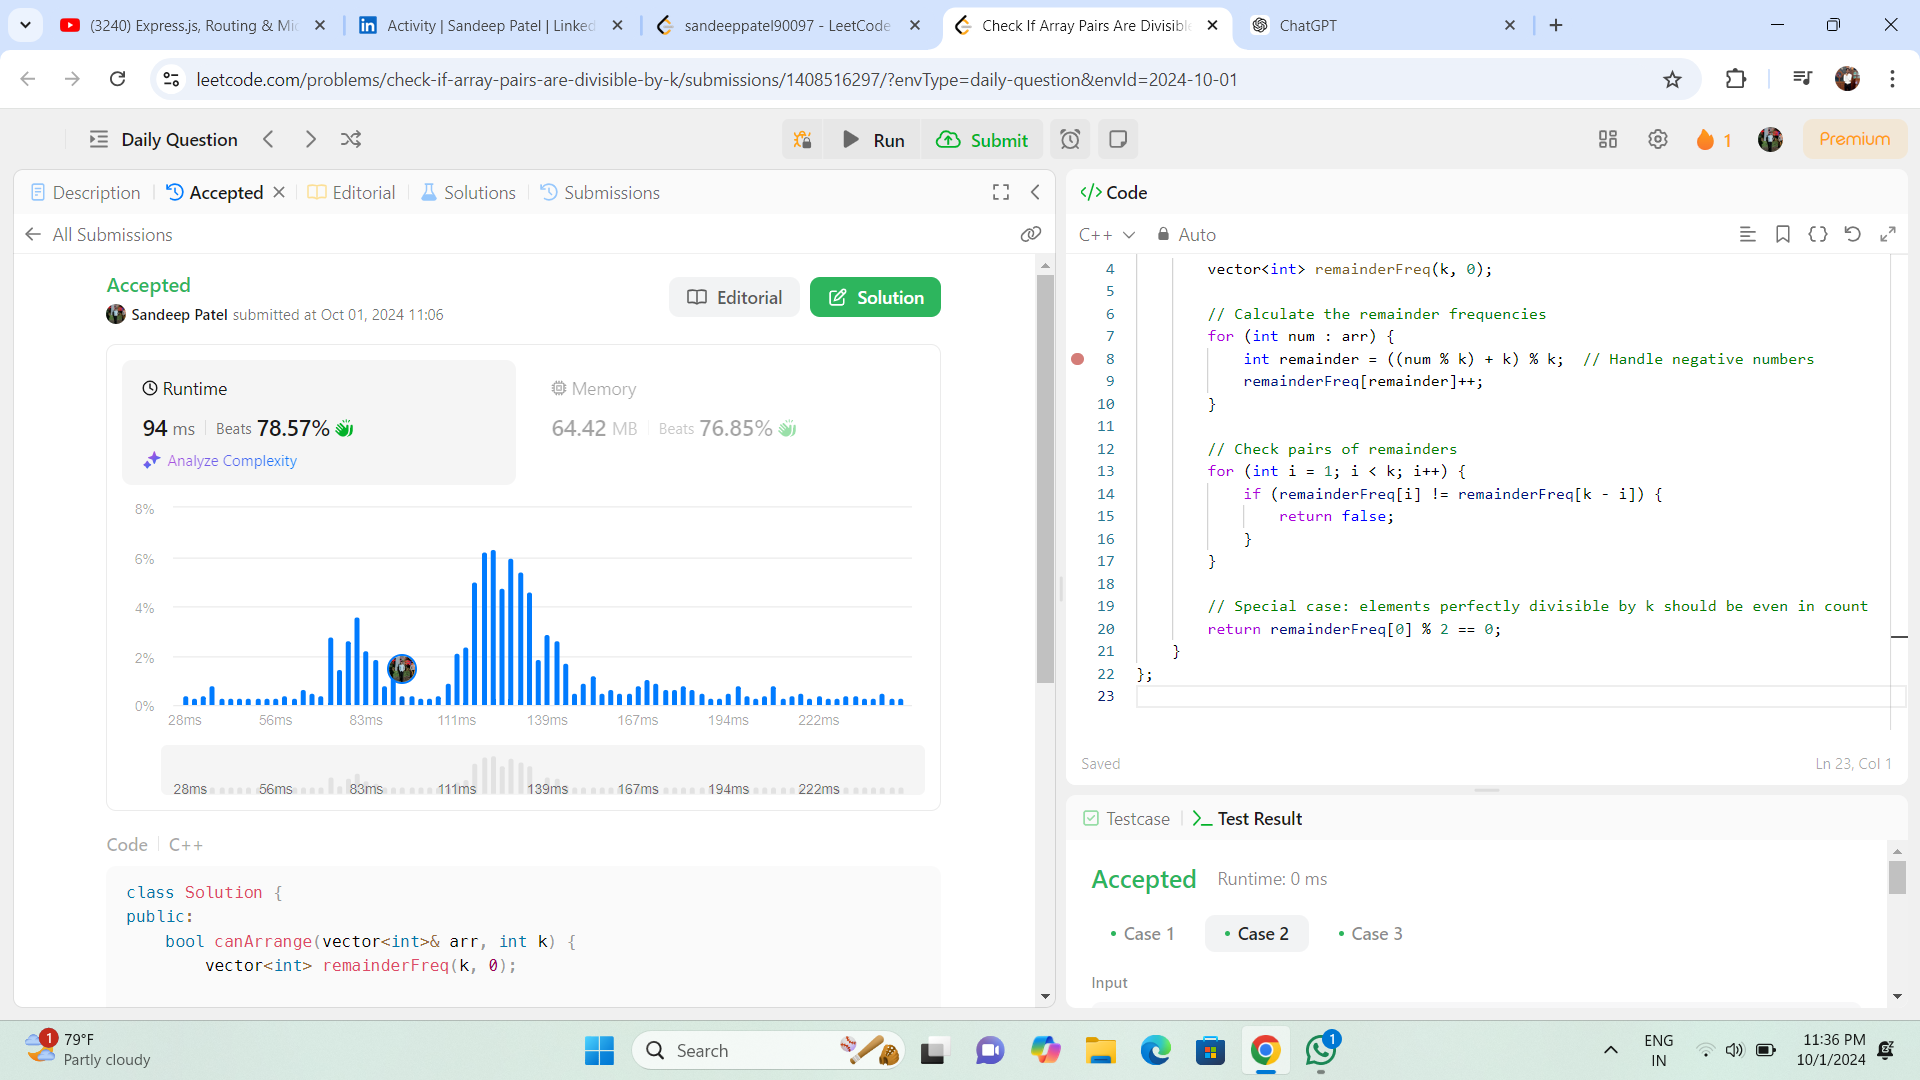 (3240) Express.js, Routing & Mic
Activity | Sandeep Patel | Linked
sandeeppatel90097 - LeetCode
Check If Array Pairs Are Divisible
ChatGPT
leetcode.com/problems/check-if-array-pairs-are-divisible-by-k/submissions/1408516297/?envType=daily-question&envId=2024-10-01
Daily Question
Run
Submit
1
Premium
Description
Accepted
Editorial
Solutions
Submissions
All Submissions
Accepted
Sandeep Patel submitted at Oct 01, 2024 11:06
Editorial
Solution
Runtime
94 ms
Beats 78.57%
Analyze Complexity
Memory
64.42 MB
Beats 76.85%
8%
6%
4%
2%
0%
28ms 56ms 83ms 111ms 139ms 167ms 194ms 222ms
28ms 56ms 83ms 111ms 139ms 167ms 194ms 222ms
Code
C++
class Solution {
public:
    bool canArrange(vector<int>& arr, int k) {
        vector<int> remainderFreq(k, 0);
</> Code
C++
Auto
4 vector<int> remainderFreq(k, 0);
5
6 // Calculate the remainder frequencies
7 for (int num : arr) {
8 int remainder = ((num % k) + k) % k;  // Handle negative numbers
9 remainderFreq[remainder]++;
10 }
11
12 // Check pairs of remainders
13 for (int i = 1; i < k; i++) {
14 if (remainderFreq[i] != remainderFreq[k - i]) {
15 return false;
16 }
17 }
18
19 // Special case: elements perfectly divisible by k should be even in count
20 return remainderFreq[0] % 2 == 0;
21 }
22 };
23
Saved
Ln 23, Col 1
Testcase
Test Result
Accepted
Runtime: 0 ms
Case 1
Case 2
Case 3
Input
1
79°F
Partly cloudy
Search
1
ENG
IN
11:36 PM
10/1/2024